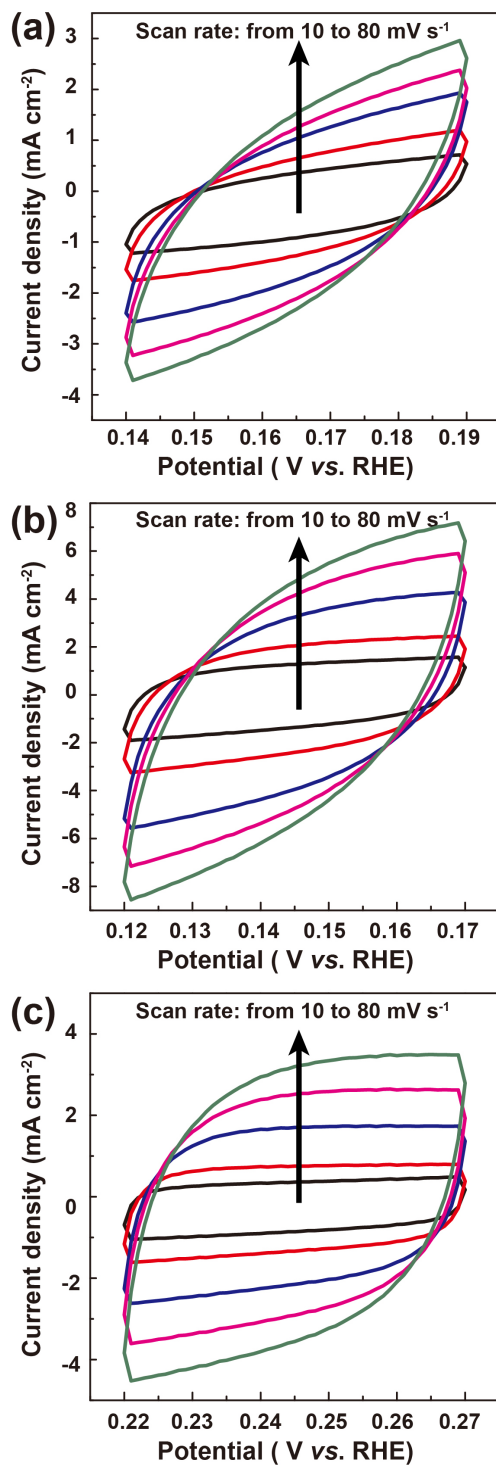 (a)
Scan rate: from 10 to 80 mV s⁻¹
Current density (mA cm⁻²)
3
2
1
0
-1
-2
-3
-4
0.14 0.15 0.16 0.17 0.18 0.19
Potential ( V vs. RHE)
(b)
Scan rate: from 10 to 80 mV s⁻¹
Current density (mA cm⁻²)
8
6
4
2
0
-2
-4
-6
-8
0.12 0.13 0.14 0.15 0.16 0.17
Potential ( V vs. RHE)
(c)
Scan rate: from 10 to 80 mV s⁻¹
Current density (mA cm⁻²)
4
2
0
-2
-4
0.22 0.23 0.24 0.25 0.26 0.27
Potential ( V vs. RHE)